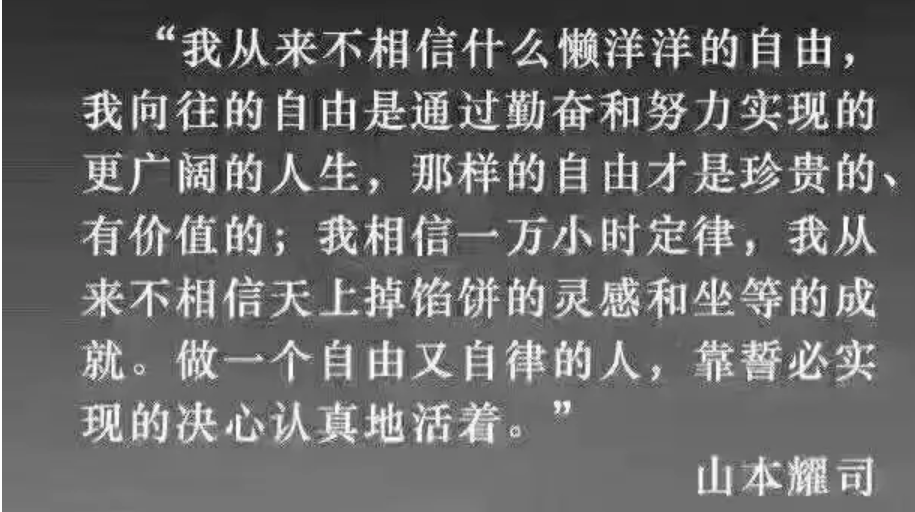 “我从来不相信什么懒洋洋的自由，
我向往的自由是通过勤奋和努力实现的
更广阔的人生，那样的自由才是珍贵的、
有价值的；我相信一万小时定律，我从
来不相信天上掉馅饼的灵感和坐等的成
就。做一个自由又自律的人，靠誓必实
现的决心认真地活着。”
山本耀司